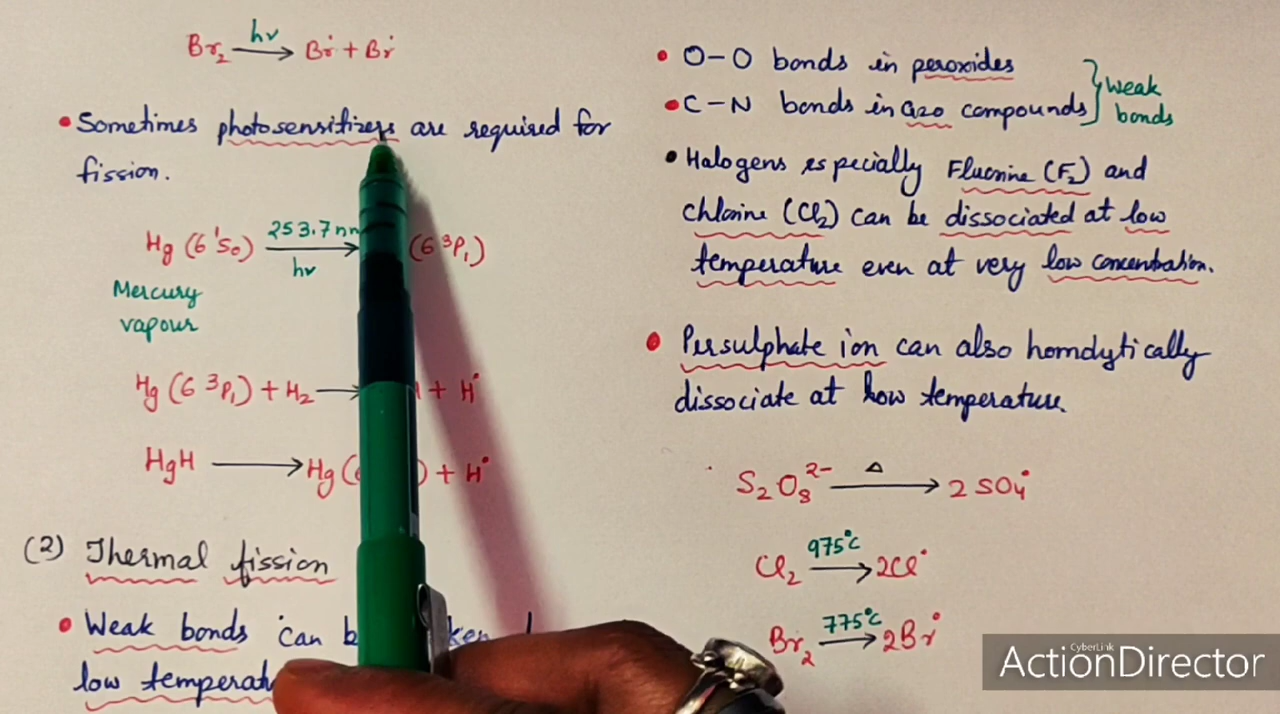 Br₂ —hν→ Br• + Br•
• Sometimes photosensitizers are required for
fission.
Hg (6¹S₀) —253.7 nm, hν→ (6³P₁)
Mercury
vapour
Hg (6³P₁) + H₂ → + H•
HgH → Hg ( + H•
(2) Thermal fission
• Weak bonds can
low
• O–O bonds in peroxides
• C–N bonds in azo compounds } Weak bonds
• Halogens especially Fluorine (F₂) and
chlorine (Cl₂) can be dissociated at low
temperature even at very low concentration.
• Persulphate ion can also homolytically
dissociate at low temperature.
S₂O₈²⁻ —Δ→ 2SO₄•
Cl₂ —975°C→ 2Cl•
Br₂ —775°C→ 2Br•
CyberLink
ActionDirector